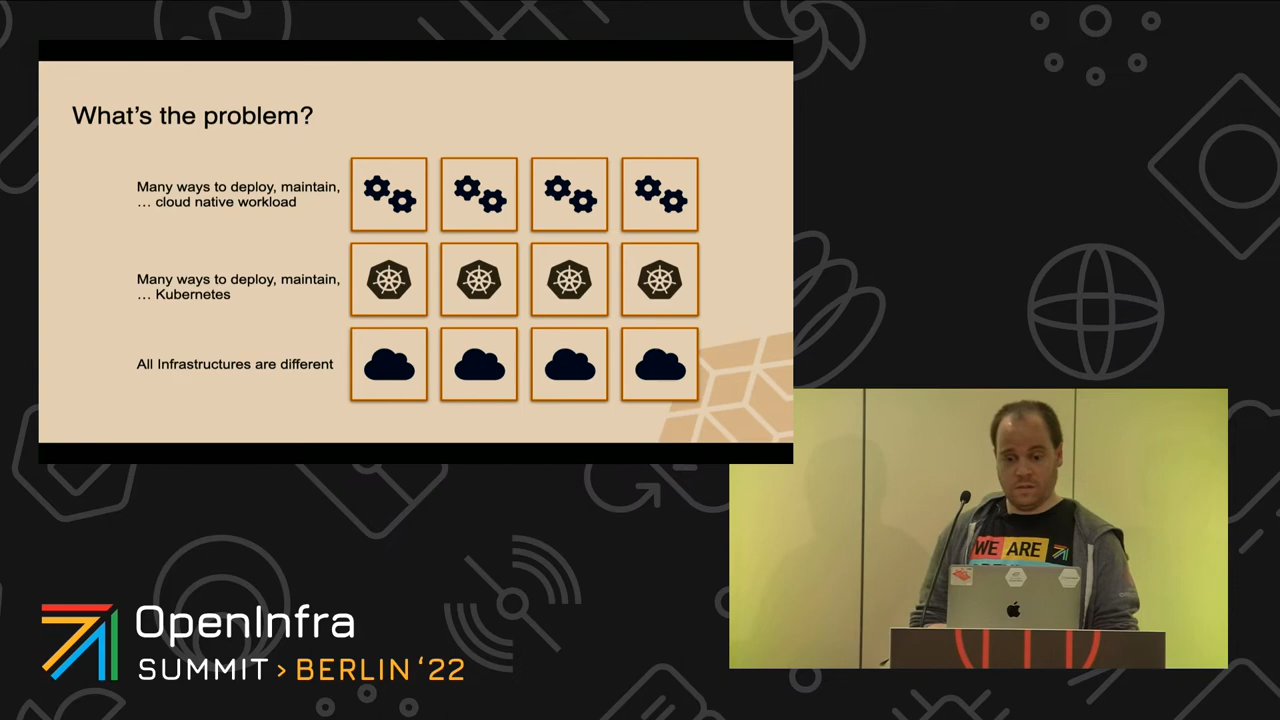 What's the problem?
Many ways to deploy, maintain,
… cloud native workload
Many ways to deploy, maintain,
… Kubernetes
All Infrastructures are different
WE ARE
OpenInfra
SUMMIT > BERLIN '22